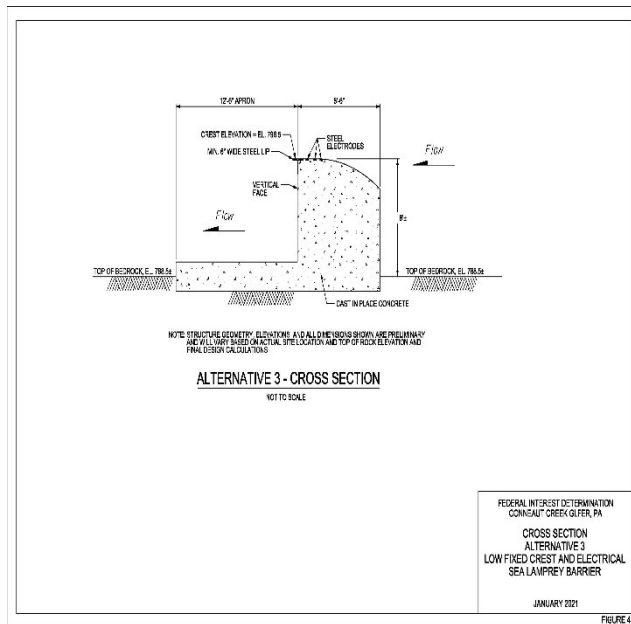 12'-6" APRON
8'-6"
CREST ELEVATION = EL. 796.5
MIN. 6" WIDE STEEL LIP
STEEL
ELECTRODES
Flow
VERTICAL
FACE
Flow
8'±
TOP OF BEDROCK, EL. 788.5±
TOP OF BEDROCK, EL. 788.5±
CAST IN PLACE CONCRETE
NOTE: STRUCTURE GEOMETRY, ELEVATIONS, AND ALL DIMENSIONS SHOWN ARE PRELIMINARY
AND WILL VARY BASED ON ACTUAL SITE LOCATION AND TOP OF ROCK ELEVATION AND
FINAL DESIGN CALCULATIONS
ALTERNATIVE 3 - CROSS SECTION
NOT TO SCALE
FEDERAL INTEREST DETERMINATION
CONNEAUT CREEK GLFER, PA
CROSS SECTION
ALTERNATIVE 3
LOW FIXED CREST AND ELECTRICAL
SEA LAMPREY BARRIER
JANUARY 2021
FIGURE 4